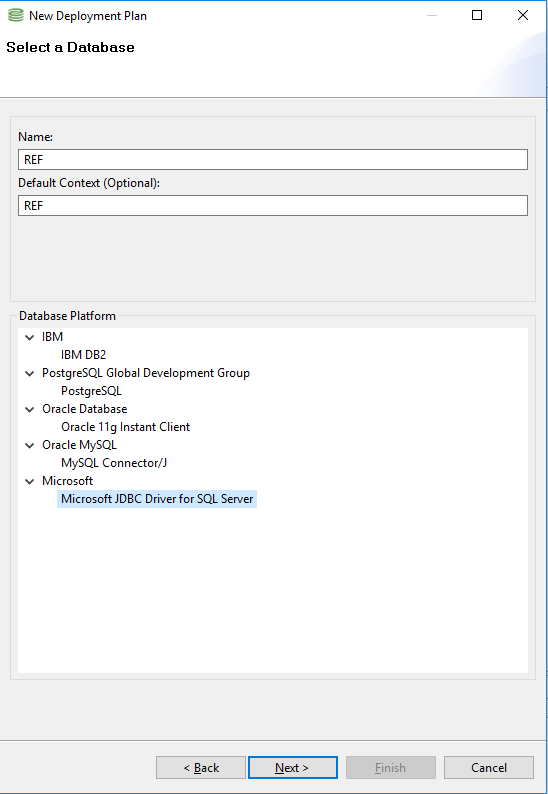 New Deployment Plan
Select a Database
Name:
REF
Default Context (Optional):
REF
Database Platform
IBM
IBM DB2
PostgreSQL Global Development Group
PostgreSQL
Oracle Database
Oracle 11g Instant Client
Oracle MySQL
MySQL Connector/J
Microsoft
Microsoft JDBC Driver for SQL Server
< Back
Next >
Finish
Cancel